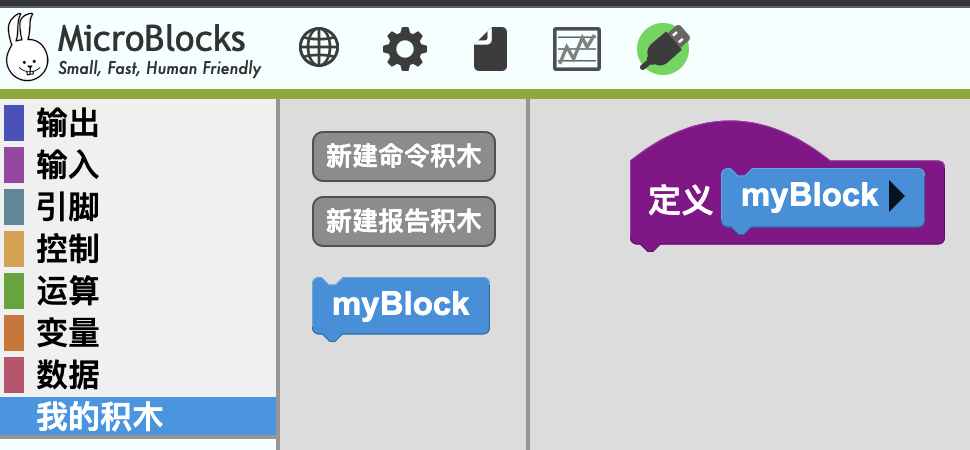 MicroBlocks
Small, Fast, Human Friendly
输出
输入
引脚
控制
运算
变量
数据
我的积木
新建命令积木
新建报告积木
myBlock
定义 myBlock